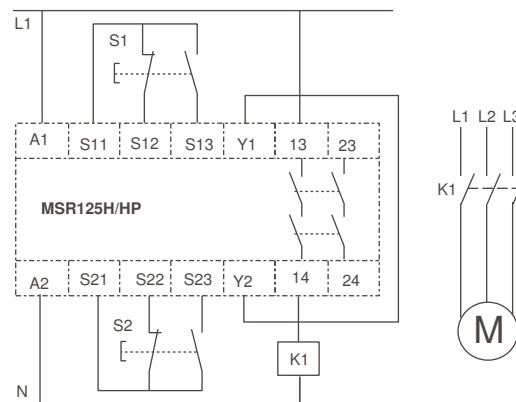 L1
S1
A1 S11 S12 S13 Y1 13 23
MSR125H/HP
A2 S21 S22 S23 Y2 14 24
S2
K1
N
L1 L2 L3
K1
M